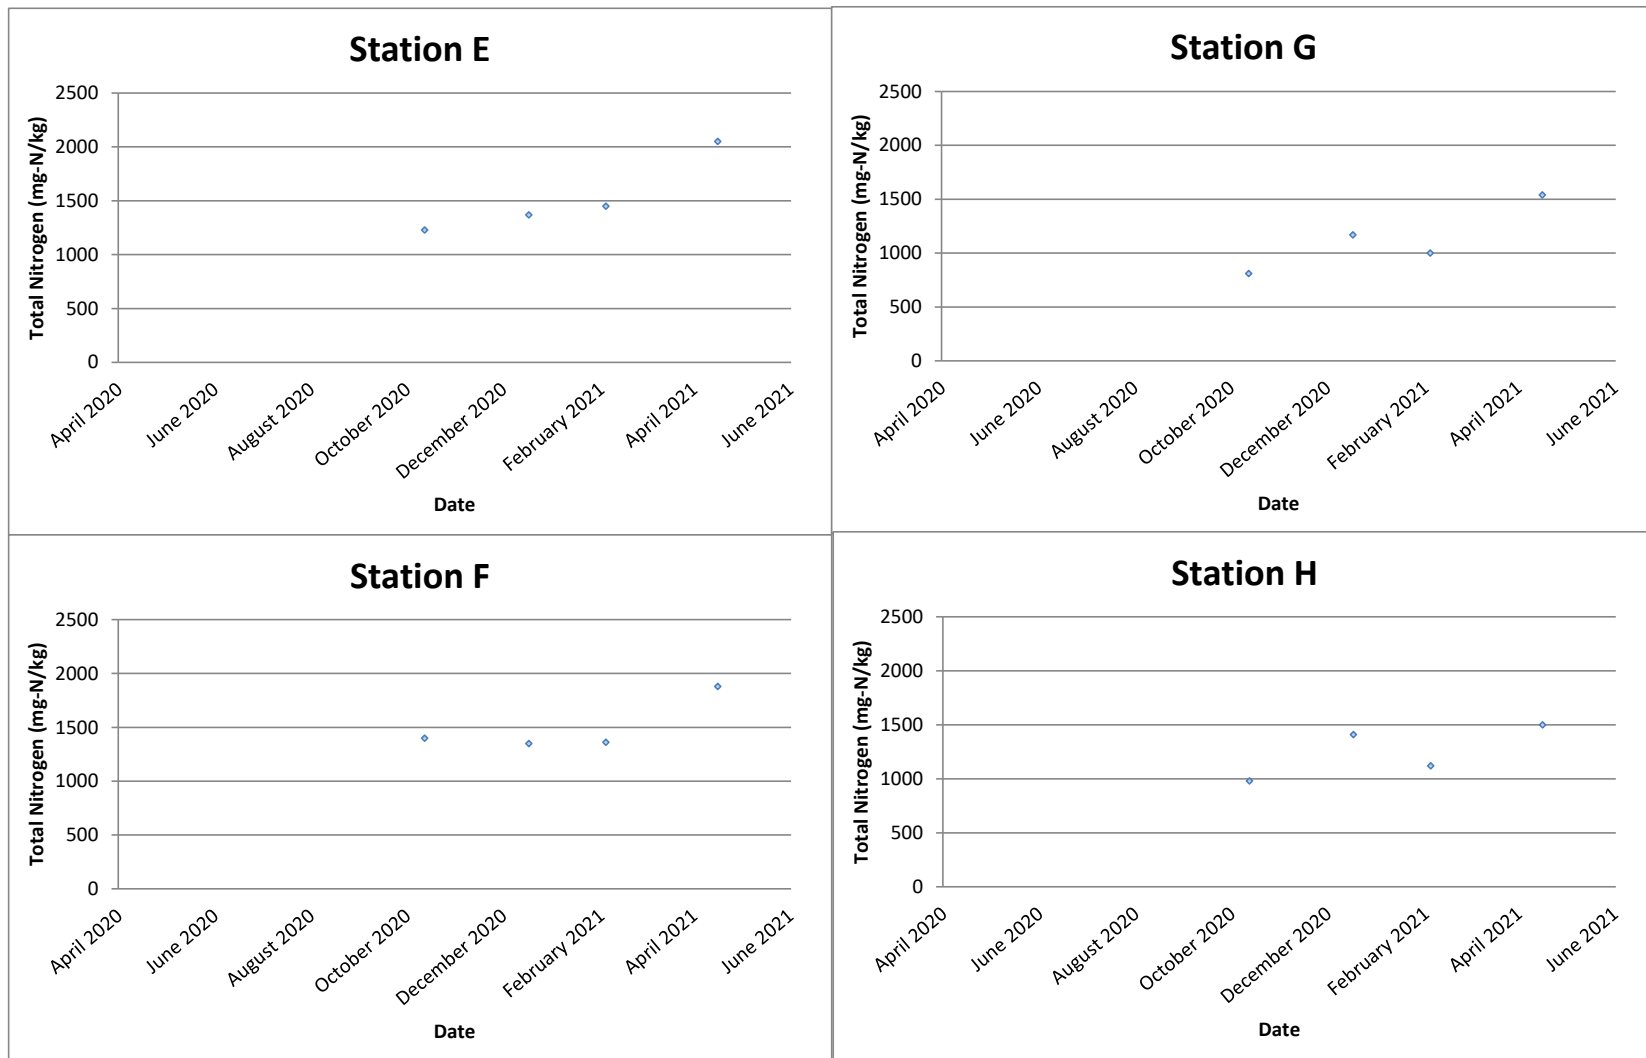 Station E
Total Nitrogen (mg-N/kg)
2500
2000
1500
1000
500
0
April 2020
June 2020
August 2020
October 2020
December 2020
February 2021
April 2021
June 2021
Date
Station G
Total Nitrogen (mg-N/kg)
2500
2000
1500
1000
500
0
April 2020
June 2020
August 2020
October 2020
December 2020
February 2021
April 2021
June 2021
Date
Station F
Total Nitrogen (mg-N/kg)
2500
2000
1500
1000
500
0
April 2020
June 2020
August 2020
October 2020
December 2020
February 2021
April 2021
June 2021
Date
Station H
Total Nitrogen (mg-N/kg)
2500
2000
1500
1000
500
0
April 2020
June 2020
August 2020
October 2020
December 2020
February 2021
April 2021
June 2021
Date